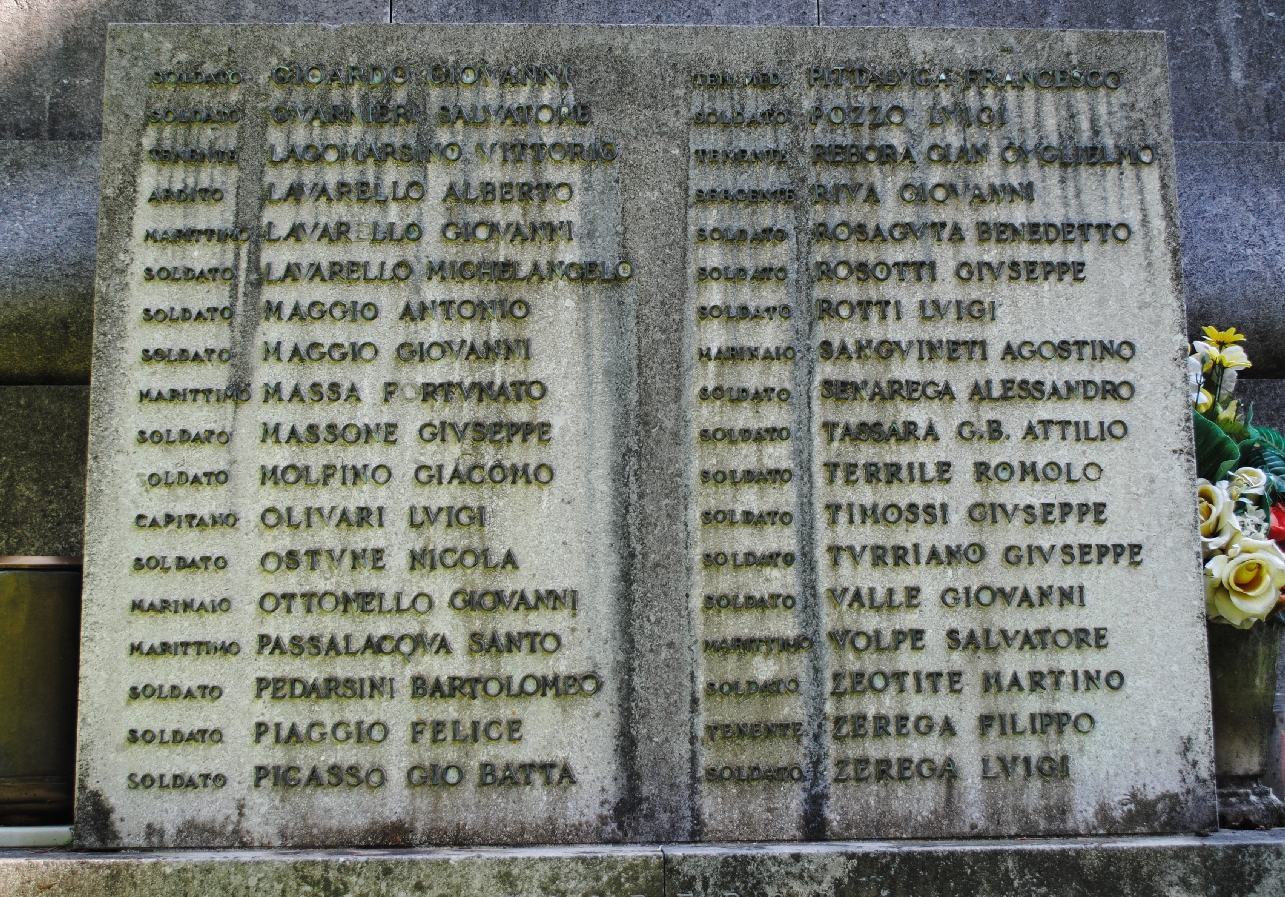 SOLDATO GIOARDO GIOVANNI
SOLDATO GVARNIERI SALVATORE
TENENTE LAGOMARSINO VITTORIO
ARDITO LAVARELLO ALBERTO
MARITTIMO LAVARELLO GIOVANNI
SOLDATO LAVARELLO MICHELANGELO
SOLDATO MAGGIO ANTONIO
SOLDATO MAGGIO GIOVANNI
MARITTIMO MASSA FORTVNATO
SOLDATO MASSONE GIVSEPPE
SOLDATO MOLFINO GIACOMO
CAPITANO OLIVARI LVIGI
SOLDATO OSTVNE NICOLA
MARINAIO OTTONELLO GIOVANNI
MARITTIMO PASSALACQVA SANTO
SOLDATO PEDARSINI BARTOLOMEO
SOLDATO PIAGGIO FELICE
SOLDATO PICASSO GIO BATTA
TEN.MED. PITTALVGA FRANCESCO
SOLDATO POZZO LVIGI
TENENTE REBORA GIAN GVGLIELMO
SERGENTE RIVA GIOVANNI
SOLDATO ROSAGVTA BENEDETTO
SOLDATO ROSOTTI GIVSEPPE
SOLDATO ROTTI LVIGI
MARINAIO SANGVINETI AGOSTINO
SOLDATO SENAREGA ALESSANDRO
SOLDATO TASSARA G.B. ATTILIO
SOLDATO TERRILE ROMOLO
SOLDATO TIMOSSI GIVSEPPE
SOLDATO TVRRIANO GIVSEPPE
SOLDATO VALLE GIOVANNI
MARITTIMO VOLPE SALVATORE
SOLDATO ZEOTITE MARTINO
TENENTE ZEREGA FILIPPO
SOLDATO ZEREGA LVIGI